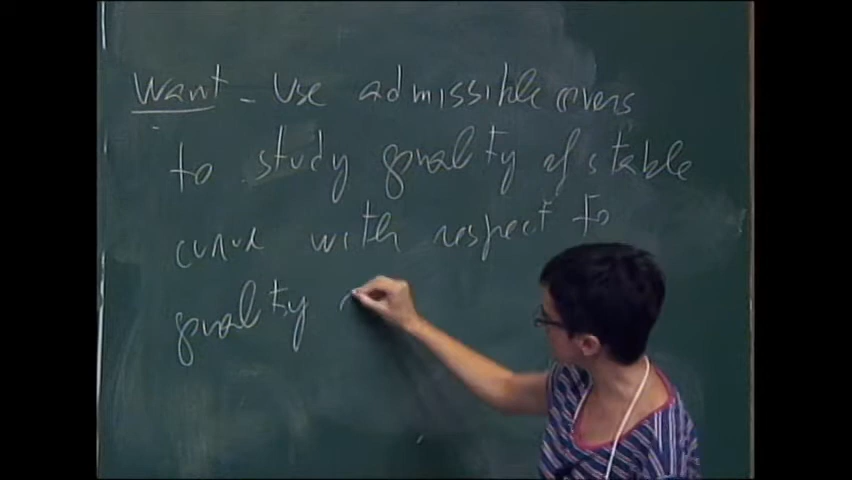 Want - Use admissible covers
to study gonality of stable
curve with respect to
gonality